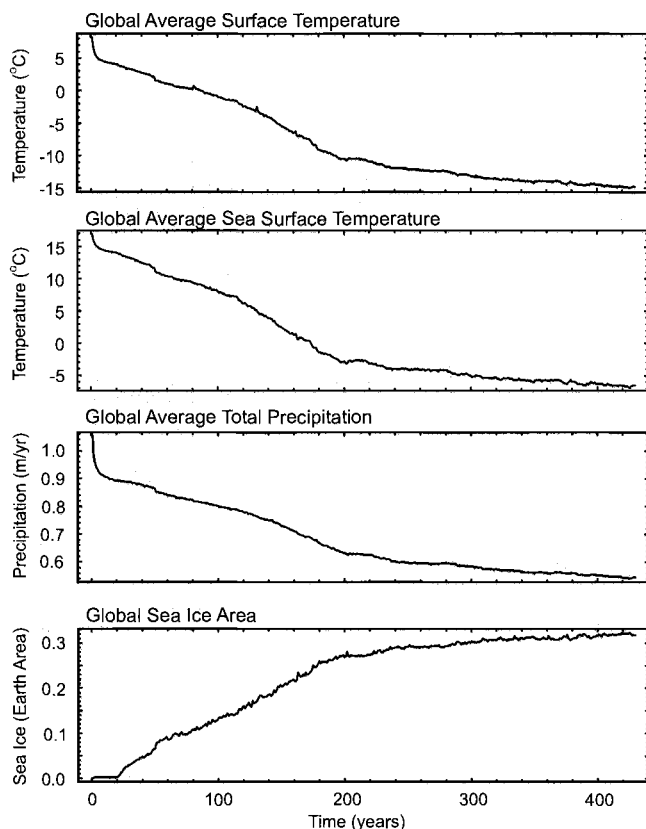 Global Average Surface Temperature
Temperature (°C)
5
0
-5
-10
-15
Global Average Sea Surface Temperature
Temperature (°C)
15
10
5
0
-5
Global Average Total Precipitation
Precipitation (m/yr)
1.0
0.9
0.8
0.7
0.6
Global Sea Ice Area
Sea Ice (Earth Area)
0.3
0.2
0.1
0.0
0 100 200 300 400
Time (years)